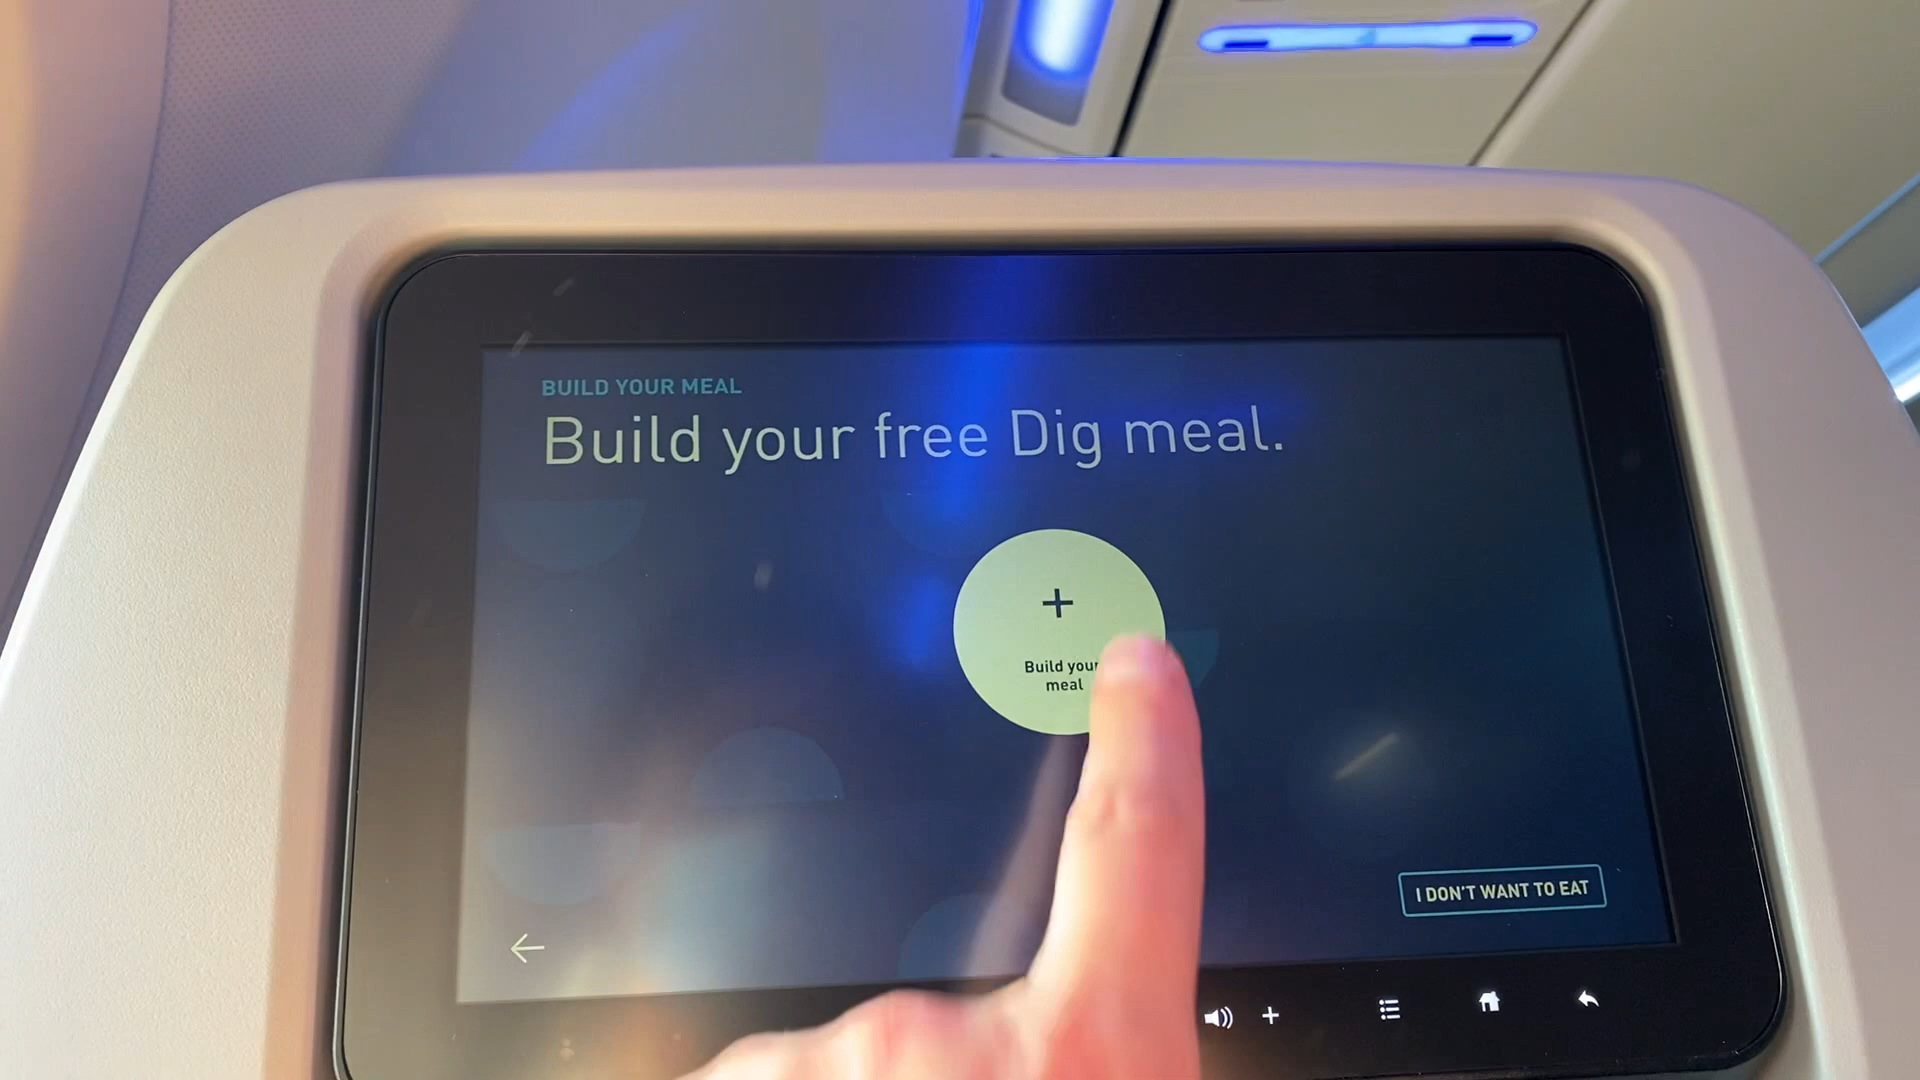 BUILD YOUR MEAL
Build your free Dig meal.
+
Build your
meal
I DON'T WANT TO EAT
+